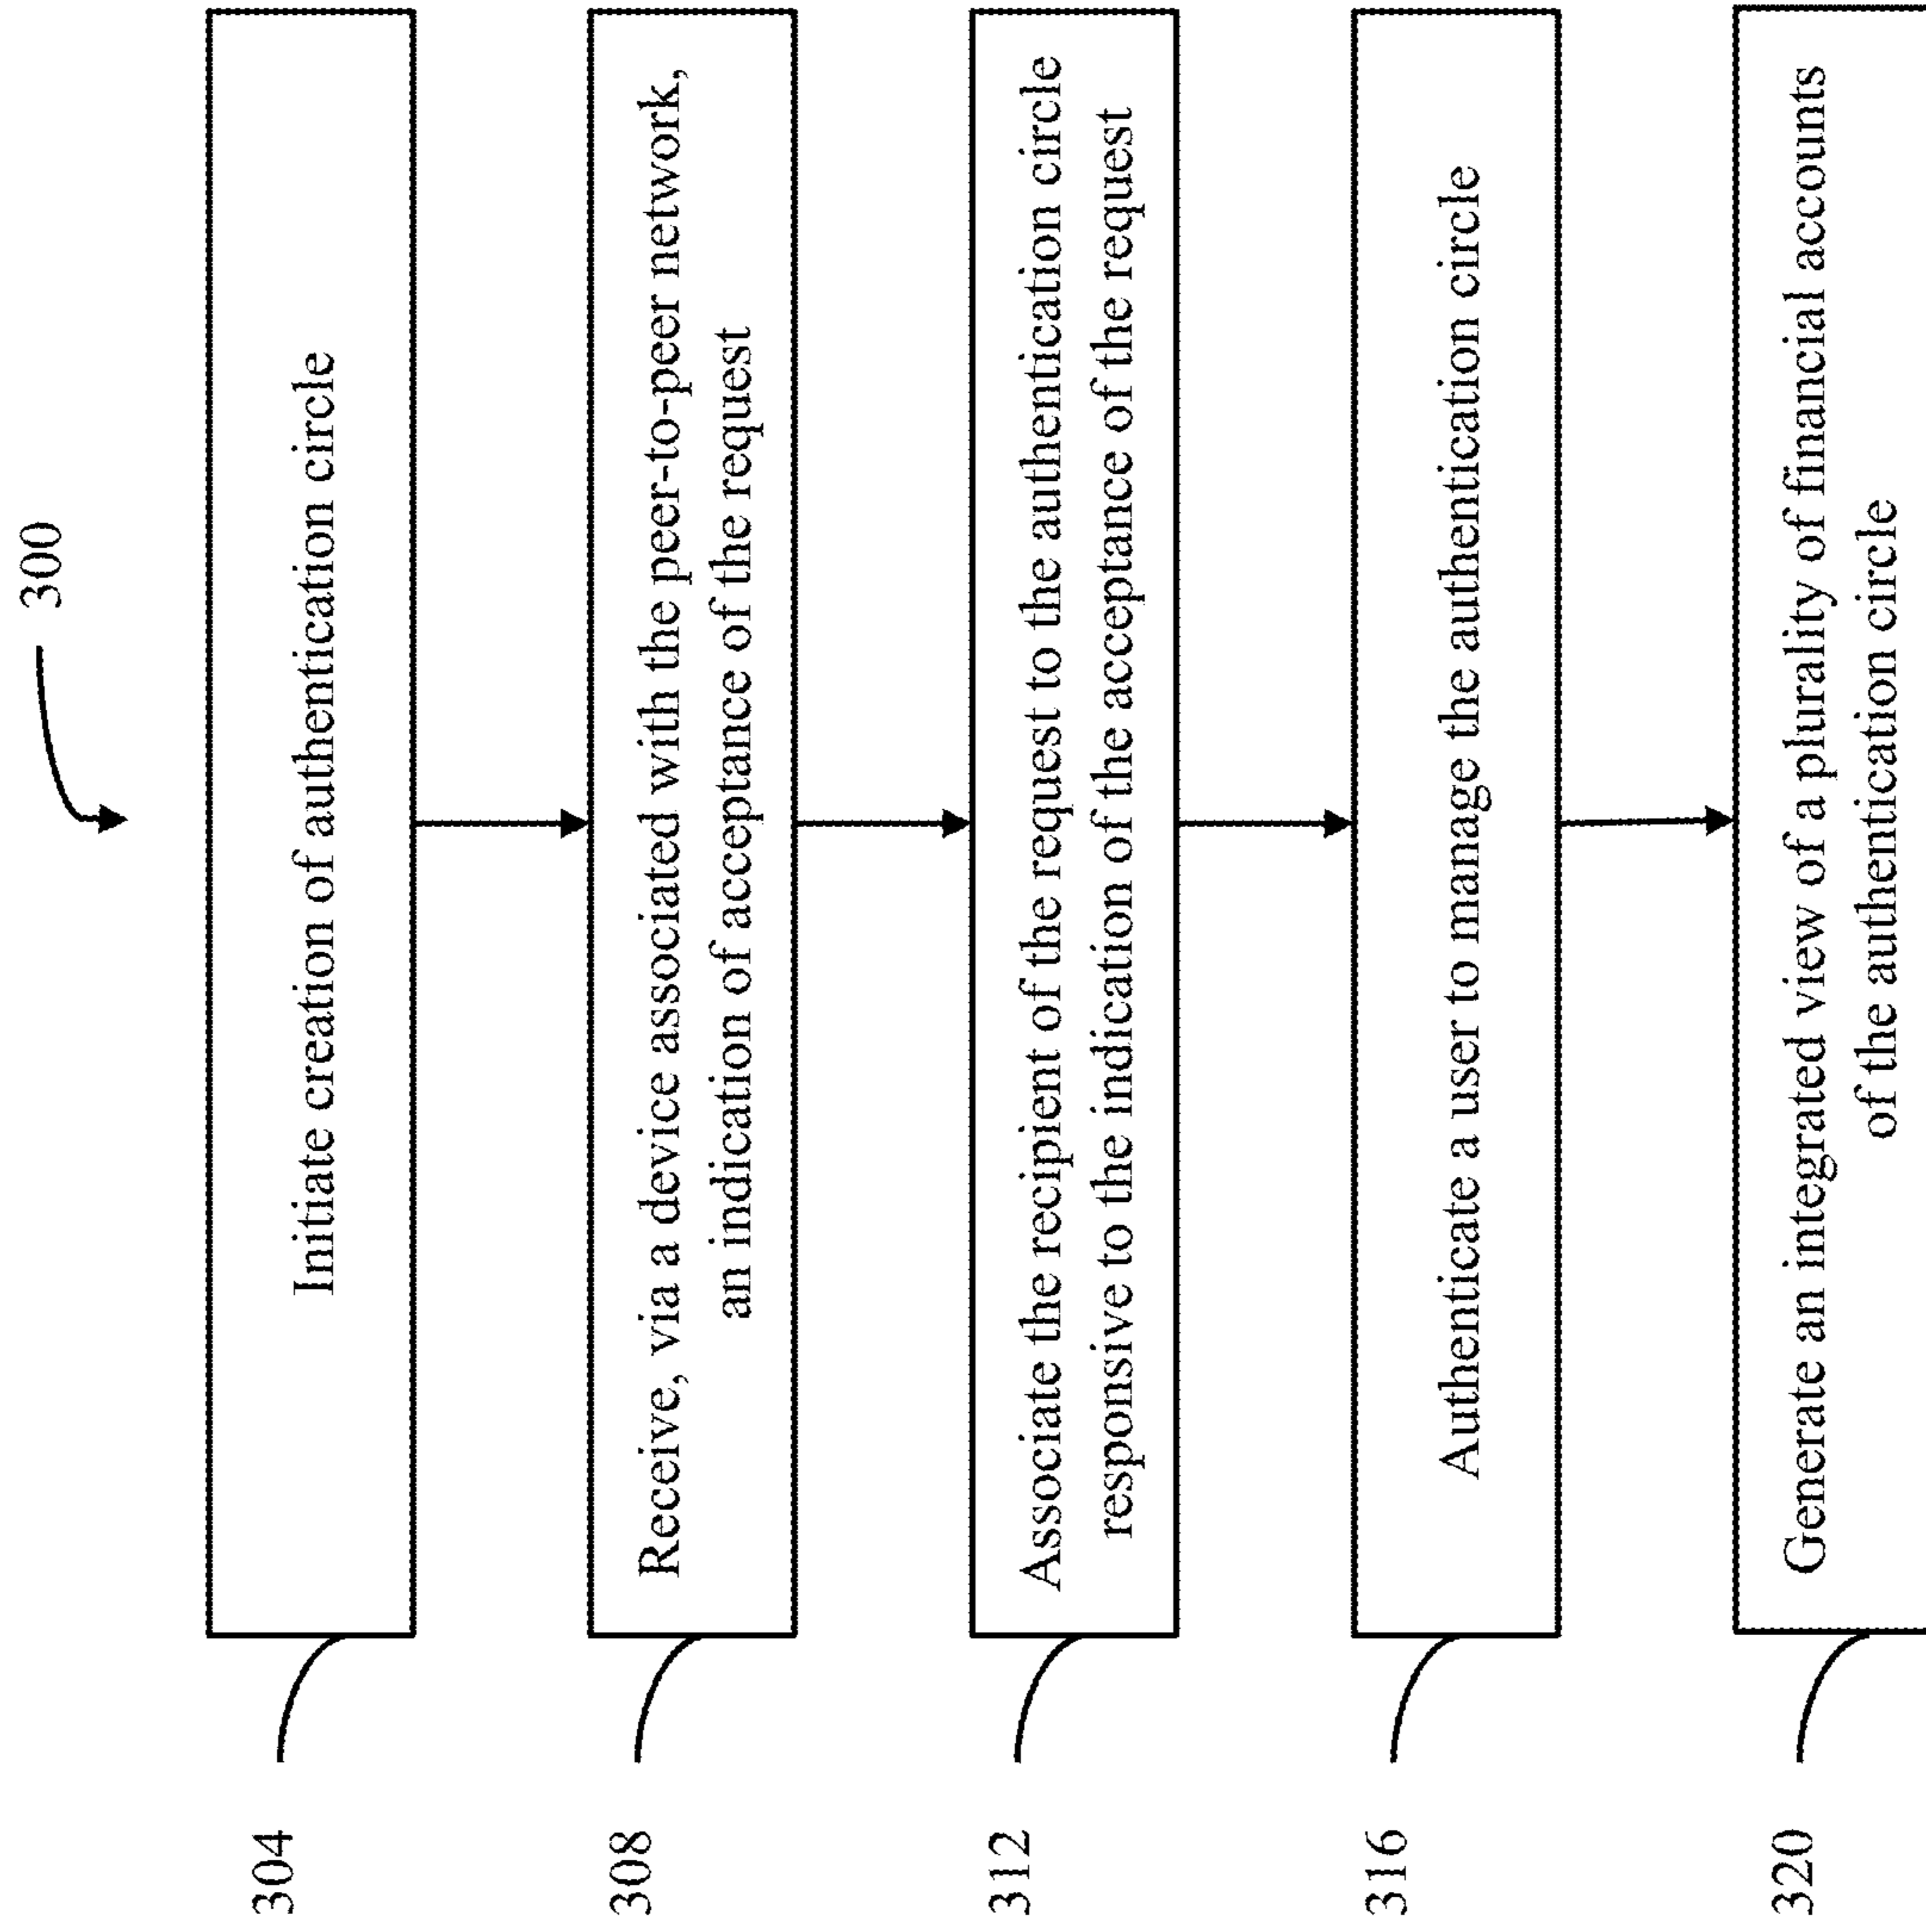 300
304
Initiate creation of authentication circle
308
Receive, via a device associated with the peer-to-peer network,
an indication of acceptance of the request
312
Associate the recipient of the request to the authentication circle
responsive to the indication of the acceptance of the request
316
Authenticate a user to manage the authentication circle
320
Generate an integrated view of a plurality of financial accounts
of the authentication circle